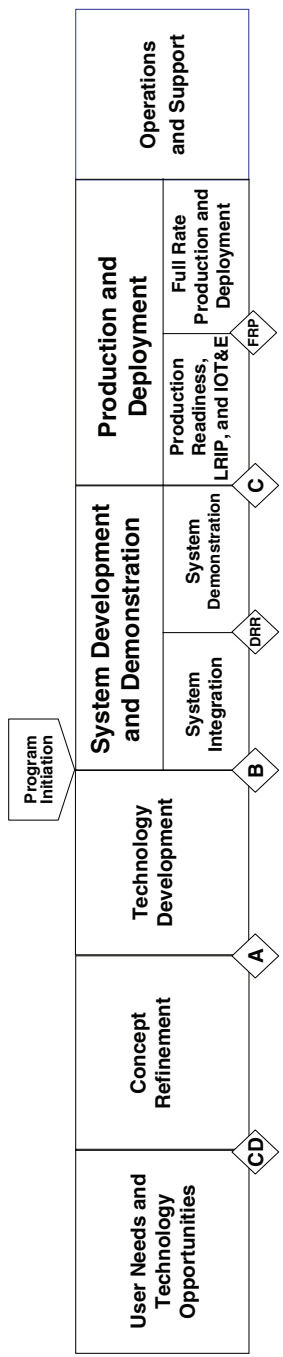 Program
Initiation
User Needs and
Technology
Opportunities
Concept
Refinement
Technology
Development
System Development
and Demonstration
System
Integration
System
Demonstration
Production and
Deployment
Production
Readiness,
LRIP, and IOT&E
Full Rate
Production and
Deployment
Operations
and Support
CD
A
B
DRR
C
FRP